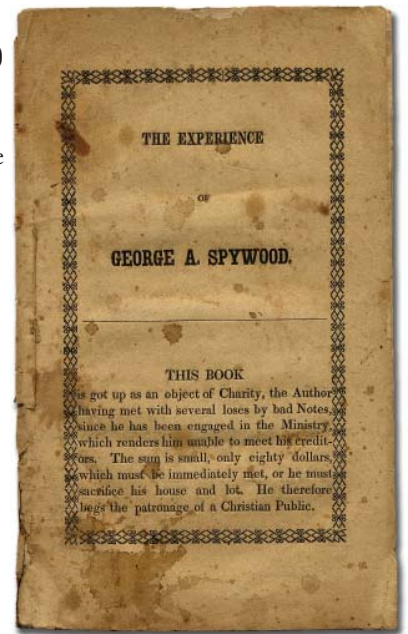 THE EXPERIENCE
OF
GEORGE A. SPYWOOD.
THIS BOOK
is got up as an object of Charity, the Author
having met with several loses by bad Notes,
since he has been engaged in the Ministry,
which renders him unable to meet his credit-
ors. The sum is small, only eighty dollars,
which must be immediately met, or he must
sacrifice his house and lot. He therefore
begs the patronage of a Christian Public.